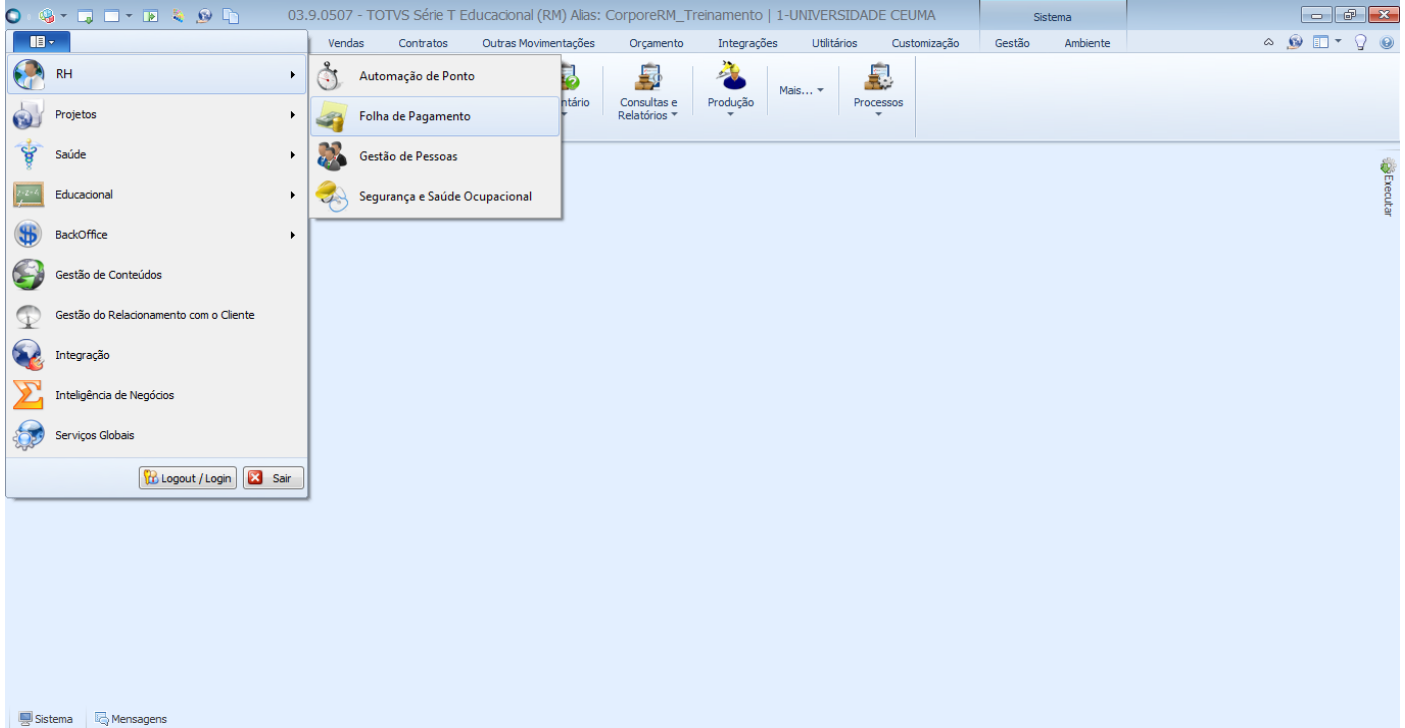 03.9.0507 - TOTVS Série T Educacional (RM) Alias: CorporeRM_Treinamento | 1-UNIVERSIDADE CEUMA
Sistema
Vendas Contratos Outras Movimentações Orçamento Integrações Utilitários Customização Gestão Ambiente
RH
Projetos
Saúde
Educacional
BackOffice
Gestão de Conteúdos
Gestão do Relacionamento com o Cliente
Integração
Inteligência de Negócios
Serviços Globais
Logout / Login Sair
Automação de Ponto
Folha de Pagamento
Gestão de Pessoas
Segurança e Saúde Ocupacional
ntário
Consultas e
Relatórios
Produção
Mais...
Processos
Executar
Sistema Mensagens